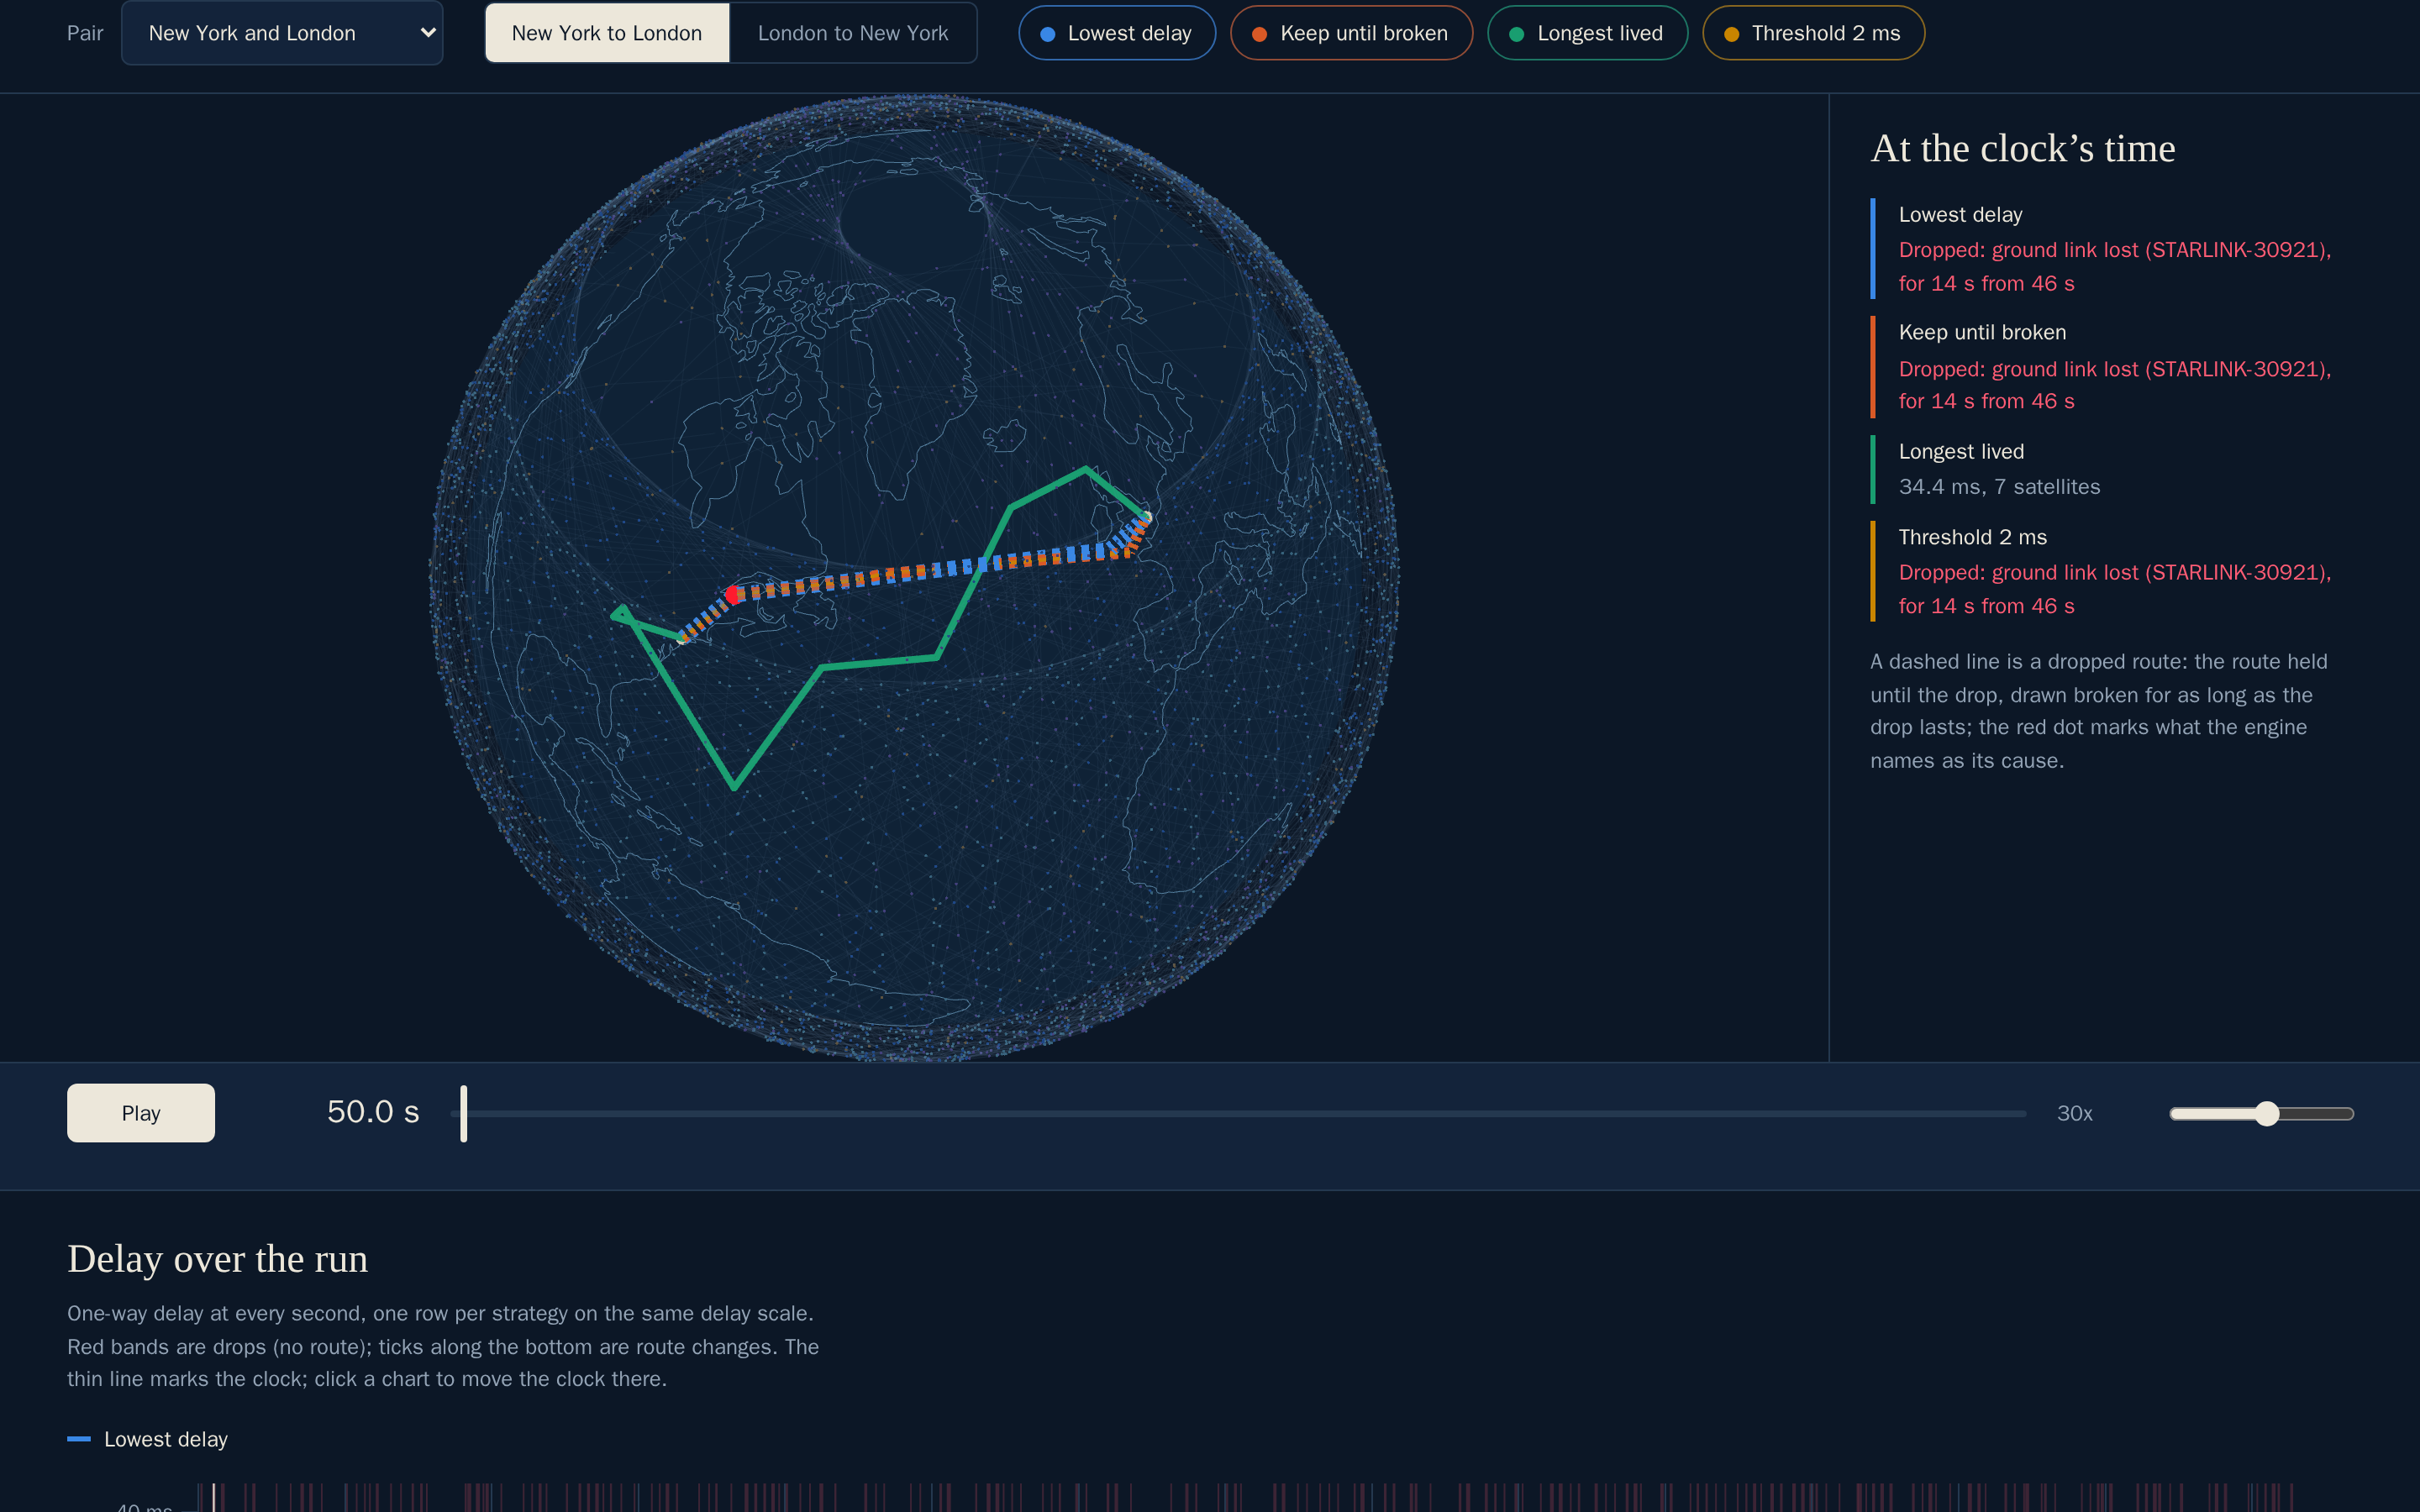 Pair
New York and London
New York to London
London to New York
Lowest delay
Keep until broken
Longest lived
Threshold 2 ms
At the clock’s time
Lowest delay
Dropped: ground link lost (STARLINK-30921),
for 14 s from 46 s
Keep until broken
Dropped: ground link lost (STARLINK-30921),
for 14 s from 46 s
Longest lived
34.4 ms, 7 satellites
Threshold 2 ms
Dropped: ground link lost (STARLINK-30921),
for 14 s from 46 s
A dashed line is a dropped route: the route held
until the drop, drawn broken for as long as the
drop lasts; the red dot marks what the engine
names as its cause.
Play
50.0 s
30x
Delay over the run
One-way delay at every second, one row per strategy on the same delay scale.
Red bands are drops (no route); ticks along the bottom are route changes. The
thin line marks the clock; click a chart to move the clock there.
Lowest delay
40 ms